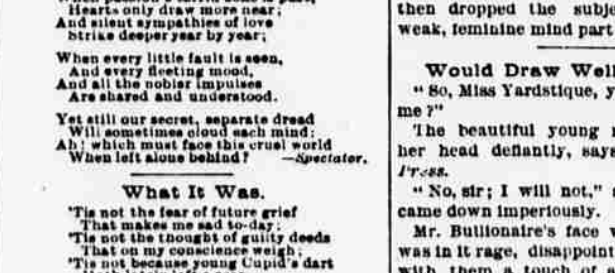 Hearts only draw more near;
And silent sympathies of love
Strike deeper year by year;
When every little fault is seen,
And every fleeting mood,
And all the nobler impulses
Are shared and understood.
Yet still our secret, separate dread
Will sometimes cloud each mind:
Ah! which must face this cruel world
When left alone behind? —Spectator.
What It Was.
'Tis not the fear of future grief
That makes me sad to-day;
'Tis not the thought of guilty deeds
That on my conscience weigh;
'Tis not because young Cupid's dart
then dropped the subje
weak, feminine mind part
Would Draw Well
" So, Miss Yardstique, y
me ?"
The beautiful young
her head defiantly, says
Press.
" No, sir; I will not,"
came down imperiously.
Mr. Bullionaire's face w
was in it rage, disappoint
with them a touch of